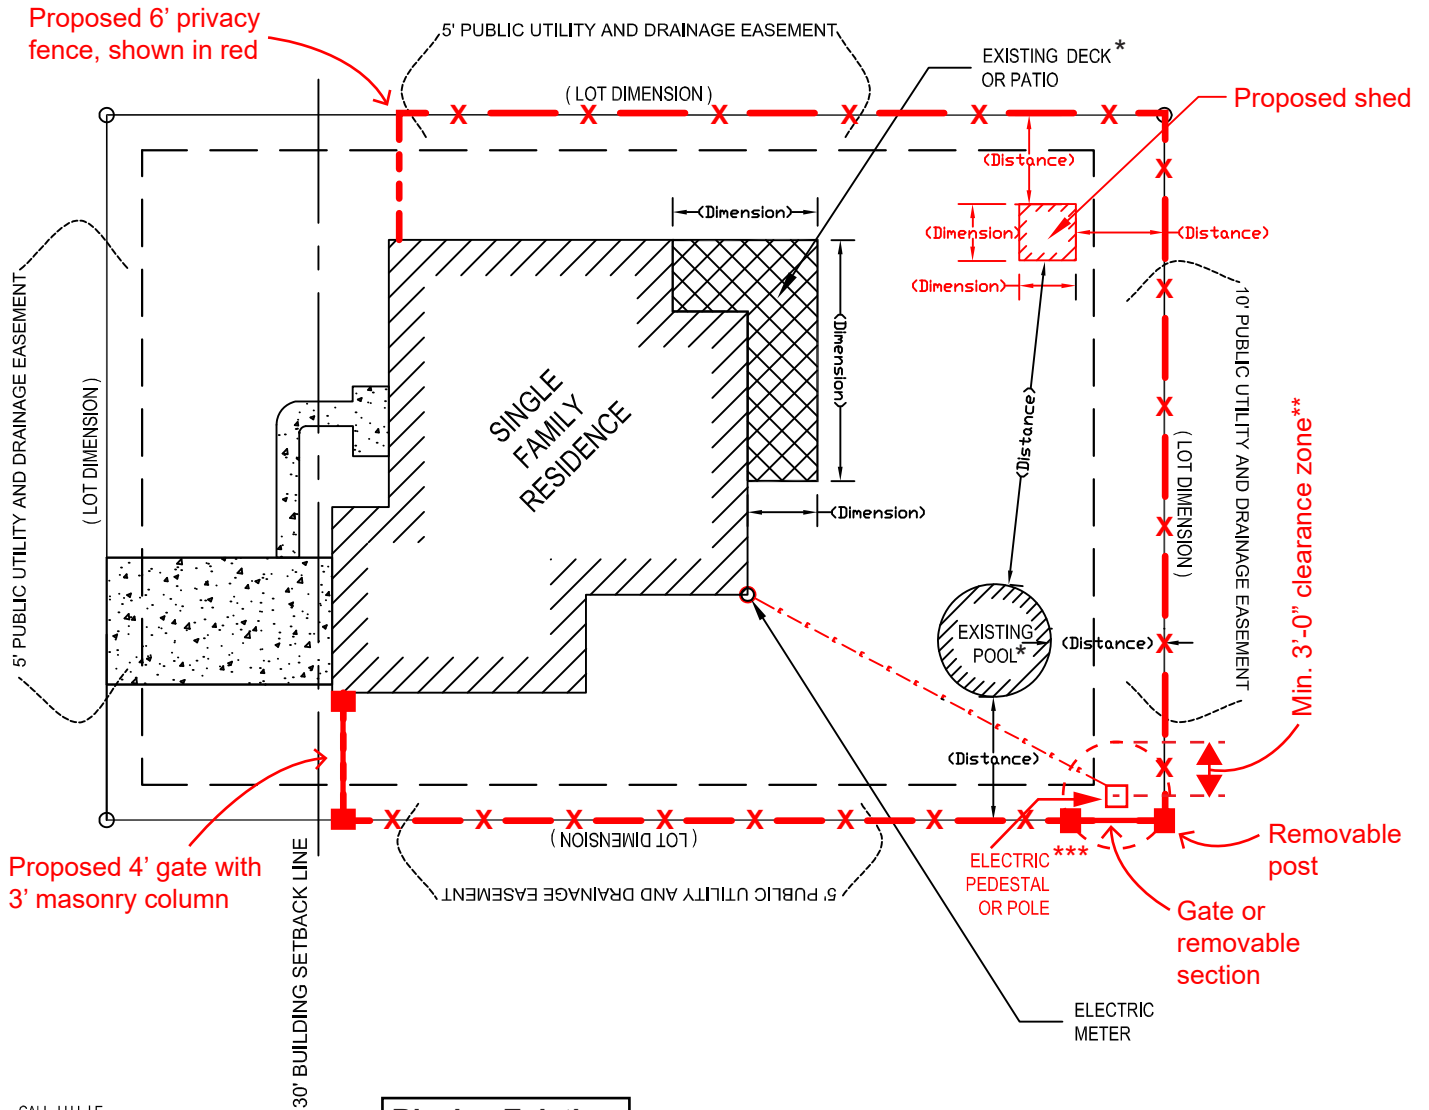 Proposed 6’ privacy
fence, shown in red
5' PUBLIC UTILITY AND DRAINAGE EASEMENT
EXISTING DECK *
OR PATIO
( LOT DIMENSION )
Proposed shed
(Distance)
(Dimension)
(Dimension)
(Distance)
(Dimension)
(Dimension)
5' PUBLIC UTILITY AND DRAINAGE EASEMENT
( LOT DIMENSION )
SINGLE
FAMILY
RESIDENCE
(Distance)
(Dimension)
( LOT DIMENSION )
10' PUBLIC UTILITY AND DRAINAGE EASEMENT
Min. 3’-0” clearance zone**
EXISTING
POOL*
(Distance)
(Distance)
( LOT DIMENSION )
5' PUBLIC UTILITY AND DRAINAGE EASEMENT
Proposed 4’ gate with
3’ masonry column
30' BUILDING SETBACK LINE
ELECTRIC ***
PEDESTAL
OR POLE
Removable
post
Gate or
removable
section
ELECTRIC
METER